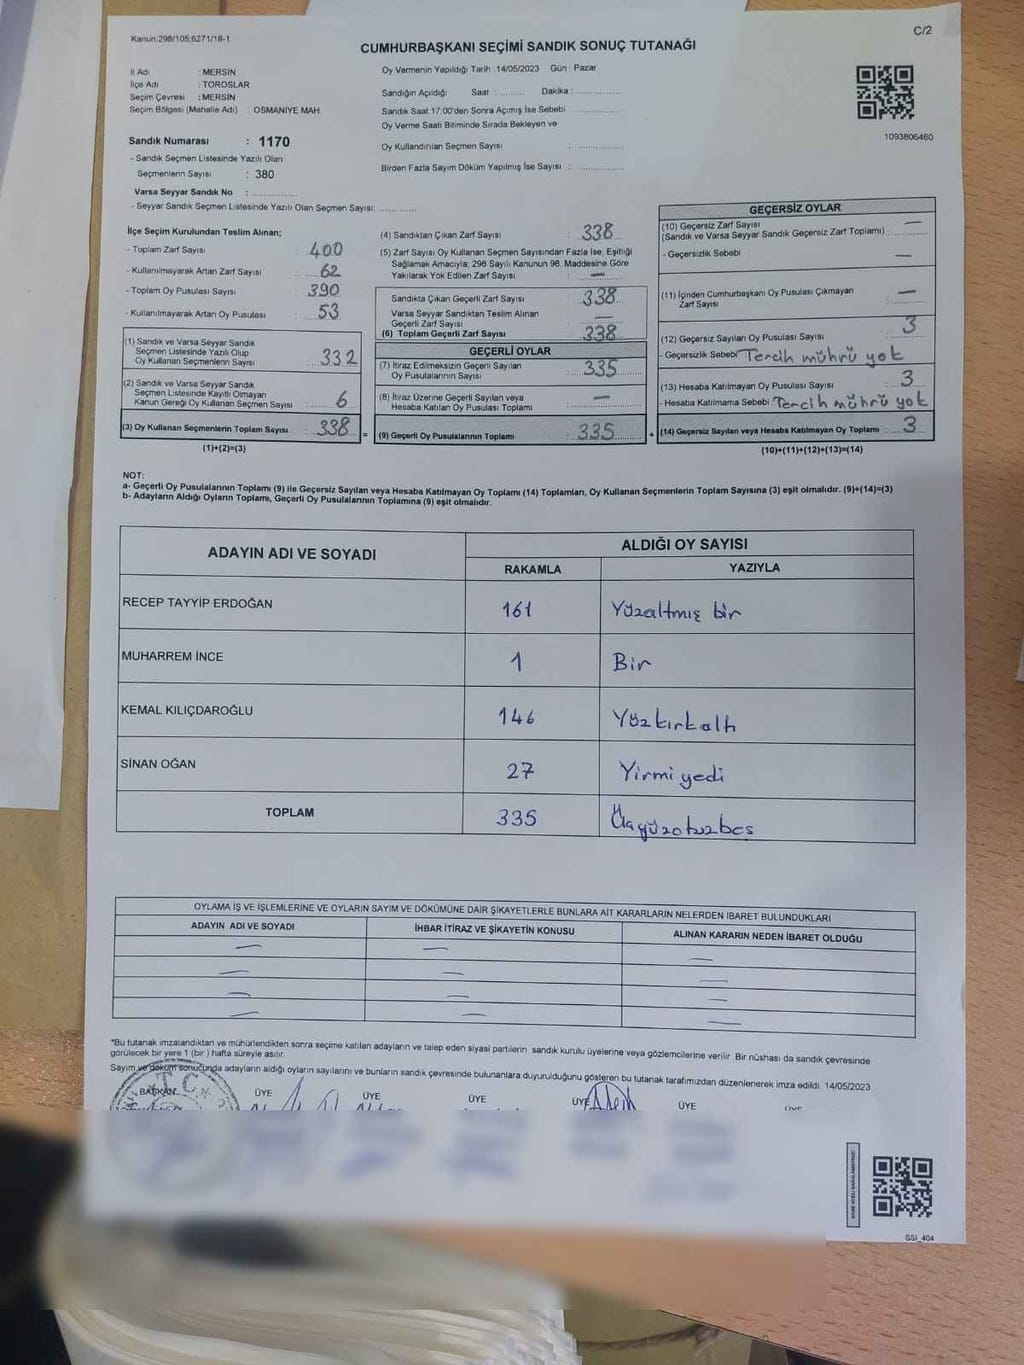 Kanun:298/105;6271/18-1
C/2
CUMHURBAŞKANI SEÇİMİ SANDIK SONUÇ TUTANAĞI
İl Adı : MERSİN
İlçe Adı : TOROSLAR
Seçim Çevresi : MERSİN
Seçim Bölgesi (Mahalle Adı) : OSMANİYE MAH.
Oy Vermenin Yapıldığı Tarih : 14/05/2023 Gün : Pazar
Sandığın Açıldığı Saat : .......... Dakika : ..............
Sandık Saat 17:00'den Sonra Açımış İse Sebebi ..............
Oy Verme Saati Bitiminde Sırada Bekleyen ve
Oy Kullandırılan Seçmen Sayısı : ..............
Birden Fazla Sayım Döküm Yapılmış İse Sayısı : ..............
1093806460
Sandık Numarası : 1170
- Sandık Seçmen Listesinde Yazılı Olan
Seçmenlerin Sayısı : 380
Varsa Seyyar Sandık No : ..............
- Seyyar Sandık Seçmen Listesinde Yazılı Olan Seçmen Sayısı: ..............
İlçe Seçim Kurulundan Teslim Alınan;
- Toplam Zarf Sayısı 400
- Kullanılmayarak Artan Zarf Sayısı 62
- Toplam Oy Pusulası Sayısı 390
- Kullanılmayarak Artan Oy Pusulası 53
(1) Sandık ve Varsa Seyyar Sandık
Seçmen Listesinde Yazılı Olup
Oy Kullanan Seçmenlerin Sayısı 332
(2) Sandık ve Varsa Seyyar Sandık
Seçmen Listesinde Kayıtlı Olmayan
Kanun Gereği Oy Kullanan Seçmen Sayısı 6
(3) Oy Kullanan Seçmenlerin Toplam Sayısı 338
(1)+(2)=(3)
(4) Sandıktan Çıkan Zarf Sayısı : 338
(5) Zarf Sayısı Oy Kullanan Seçmen Sayısından Fazla İse, Eşitliği
Sağlamak Amacıyla, 298 Sayılı Kanunun 98. Maddesine Göre
Yakılarak Yok Edilen Zarf Sayısı : —
Sandıkta Çıkan Geçerli Zarf Sayısı : 338
Varsa Seyyar Sandıktan Teslim Alınan
Geçerli Zarf Sayısı : —
(6) Toplam Geçerli Zarf Sayısı : 338
GEÇERLİ OYLAR
(7) İtiraz Edilmeksizin Geçerli Sayılan
Oy Pusulalarının Sayısı : 335
(8) İtiraz Üzerine Geçerli Sayılan veya
Hesaba Katılan Oy Pusulası Toplamı : —
= (9) Geçerli Oy Pusulalarının Toplamı : 335 +
GEÇERSİZ OYLAR
(10) Geçersiz Zarf Sayısı —
(Sandık ve Varsa Seyyar Sandık Geçersiz Zarf Toplamı) :
- Geçersizlik Sebebi —
(11) İçinden Cumhurbaşkanı Oy Pusulası Çıkmayan
Zarf Sayısı —
(12) Geçersiz Sayılan Oy Pusulası Sayısı : 3
- Geçersizlik Sebebi Tercih mührü yok
(13) Hesaba Katılmayan Oy Pusulası Sayısı : 3
- Hesaba Katılmama Sebebi : Tercih mührü yok
(14) Geçersiz Sayılan veya Hesaba Katılmayan Oy Toplamı : 3
(10)+(11)+(12)+(13)=(14)
NOT:
a- Geçerli Oy Pusulalarının Toplamı (9) ile Geçersiz Sayılan veya Hesaba Katılmayan Oy Toplamı (14) Toplamları, Oy Kullanan Seçmenlerin Toplam Sayısına (3) eşit olmalıdır. (9)+(14)=(3)
b- Adayların Aldığı Oyların Toplamı, Geçerli Oy Pusulalarının Toplamına (9) eşit olmalıdır.
ADAYIN ADI VE SOYADI ALDIĞI OY SAYISI
RAKAMLA YAZIYLA
RECEP TAYYİP ERDOĞAN 161 Yüzaltmış bir
MUHARREM İNCE 1 Bir
KEMAL KILIÇDAROĞLU 146 Yüzkırkaltı
SİNAN OĞAN 27 Yirmi yedi
TOPLAM 335 Üçyüzotuzbeş
OYLAMA İŞ VE İŞLEMLERİNE VE OYLARIN SAYIM VE DÖKÜMÜNE DAİR ŞİKAYETLERLE BUNLARA AİT KARARLARIN NELERDEN İBARET BULUNDUKLARI
ADAYIN ADI VE SOYADI İHBAR İTİRAZ VE ŞİKAYETİN KONUSU ALINAN KARARIN NEDEN İBARET OLDUĞU
— — —
— — —
— — —
— — —
*Bu tutanak imzalandıktan ve mühürlendikten sonra seçime katılan adayların ve talep eden siyasi partilerin sandık kurulu üyelerine veya gözlemcilerine verilir. Bir nüshası da sandık çevresinde
görülecek bir yere 1 (bir) hafta süreyle asılır.
Sayım ve döküm sonucunda adayların aldığı oyların sayılarını ve bunların sandık çevresinde bulunanlara duyurulduğunu gösteren bu tutanak tarafımızdan düzenlenerek imza edildi. 14/05/2023
BAŞKAN ÜYE ÜYE ÜYE ÜYE ÜYE ÜYE
T.C.
SSI_404